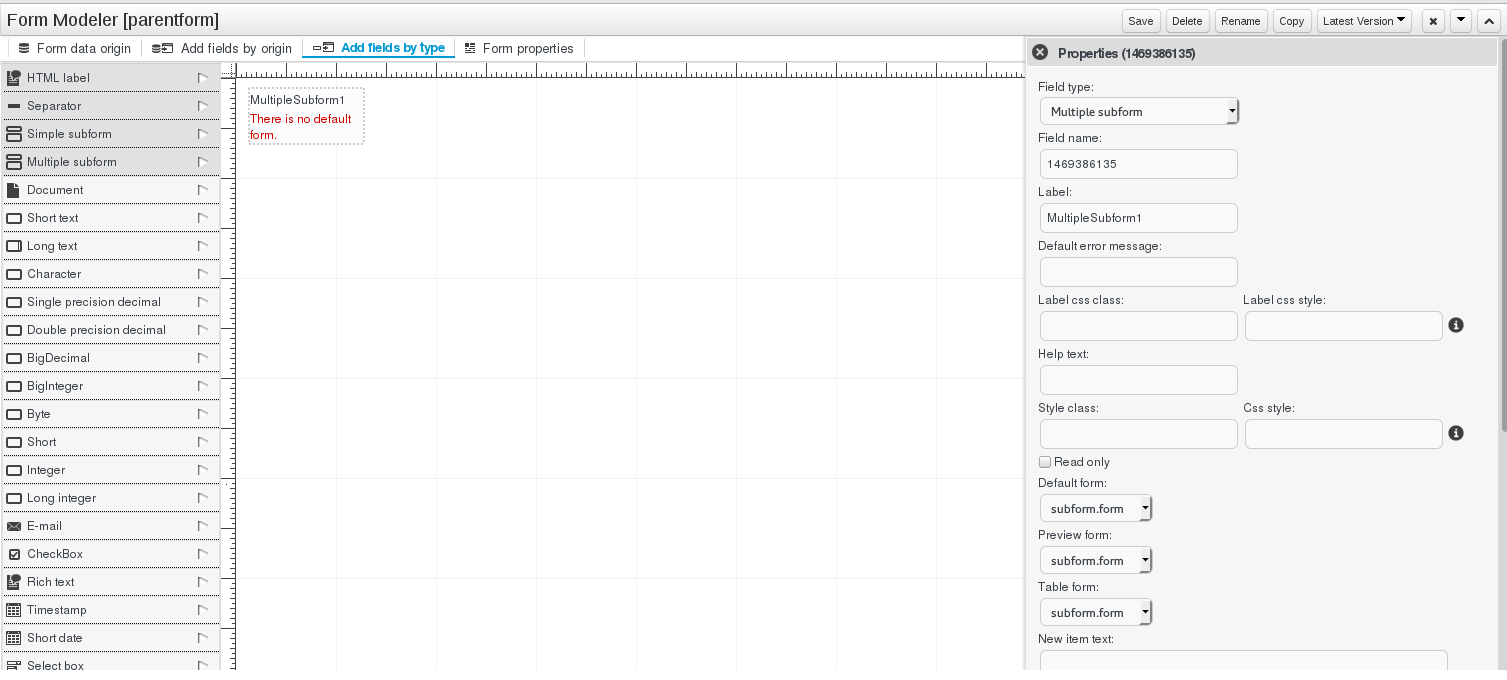 Form Modeler [parentform]
Save Delete Rename Copy Latest Version
Form data origin Add fields by origin Add fields by type Form properties
HTML label
Separator
Simple subform
Multiple subform
Document
Short text
Long text
Character
Single precision decimal
Double precision decimal
BigDecimal
BigInteger
Byte
Short
Integer
Long integer
E-mail
CheckBox
Rich text
Timestamp
Short date
Select box
MultipleSubform1
There is no default
form.
Properties (1469386135)
Field type:
Multiple subform
Field name:
1469386135
Label:
MultipleSubform1
Default error message:
Label css class: Label css style:
Help text:
Style class: Css style:
Read only
Default form:
subform.form
Preview form:
subform.form
Table form:
subform.form
New item text: